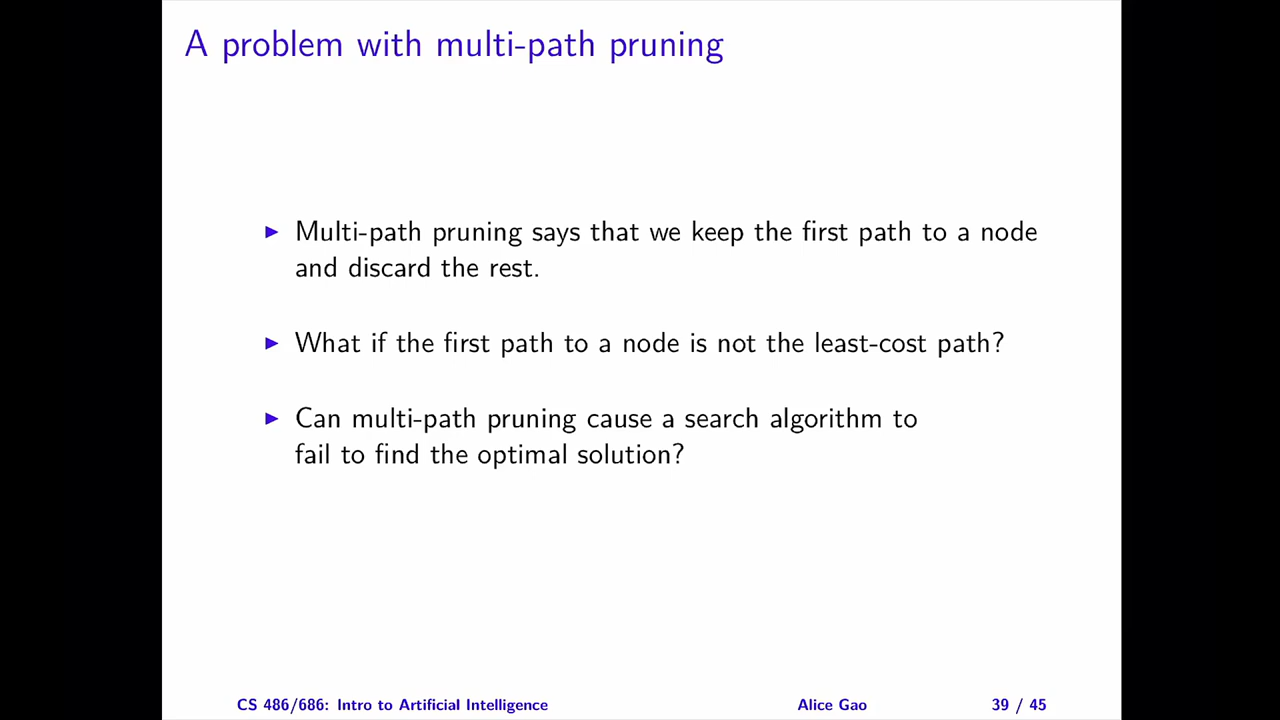 A problem with multi-path pruning
▶ Multi-path pruning says that we keep the first path to a node
and discard the rest.
▶ What if the first path to a node is not the least-cost path?
▶ Can multi-path pruning cause a search algorithm to
fail to find the optimal solution?
CS 486/686: Intro to Artificial Intelligence Alice Gao 39 / 45